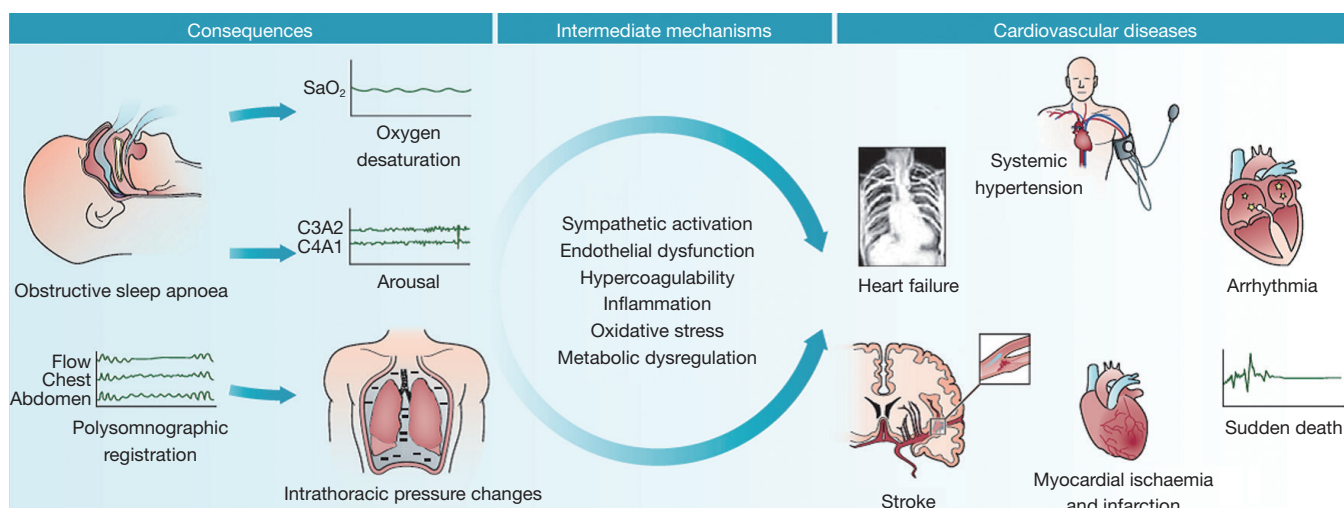 Consequences
Intermediate mechanisms
Cardiovascular diseases
SaO₂
Oxygen
desaturation
C3A2
C4A1
Arousal
Obstructive sleep apnoea
Flow
Chest
Abdomen
Polysomnographic
registration
Intrathoracic pressure changes
Sympathetic activation
Endothelial dysfunction
Hypercoagulability
Inflammation
Oxidative stress
Metabolic dysregulation
Systemic
hypertension
Heart failure
Arrhythmia
Stroke
Myocardial ischaemia
and infarction
Sudden death